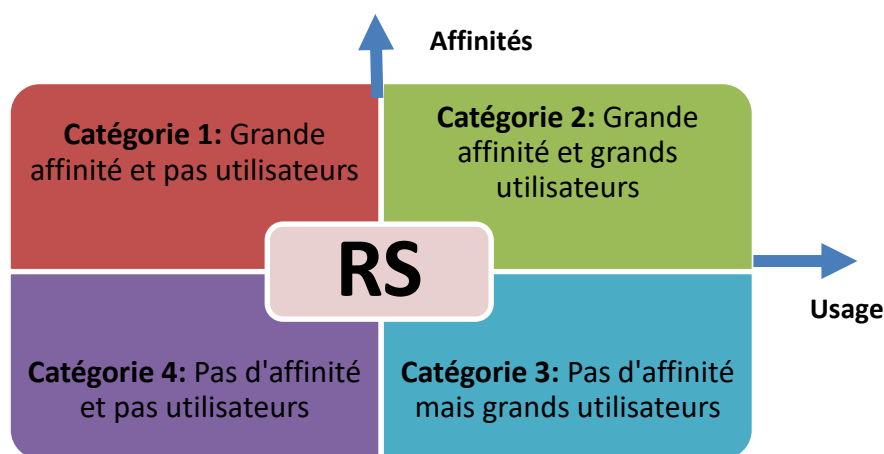 Affinités
Catégorie 1: Grande
affinité et pas utilisateurs
Catégorie 2: Grande
affinité et grands
utilisateurs
RS
Usage
Catégorie 4: Pas d'affinité
et pas utilisateurs
Catégorie 3: Pas d'affinité
mais grands utilisateurs